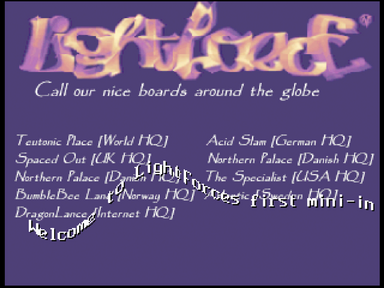 Lightforce
Call our nice boards around the globe
Teutonic Place [World HQ]
Acid Slam [German HQ]
Spaced Out [UK HQ]
Northern Palace [Danish HQ]
Northern Palace [Danish HQ]
The Specialist [USA HQ]
BumbleBee Land [Norway HQ]
[Sweden HQ]
DragonLance [Internet HQ]
Welcome to Lightforces first mini-in